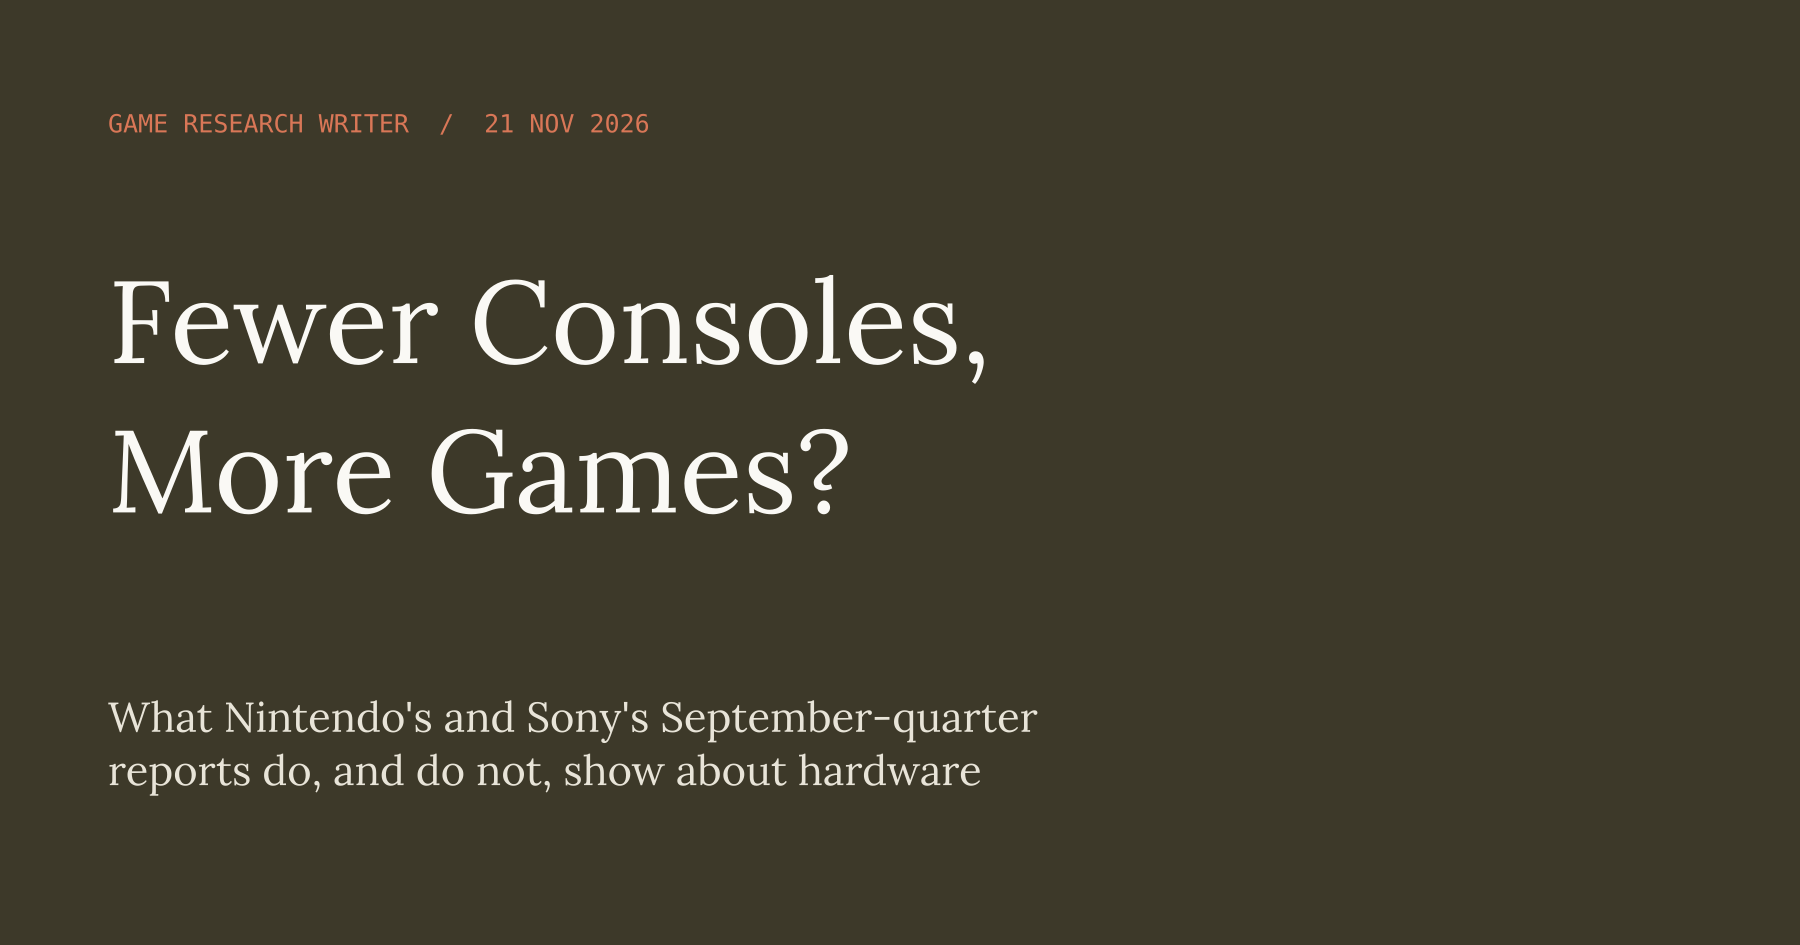 GAME RESEARCH WRITER / 21 NOV 2026
Fewer Consoles,
More Games?
What Nintendo's and Sony's September-quarter
reports do, and do not, show about hardware